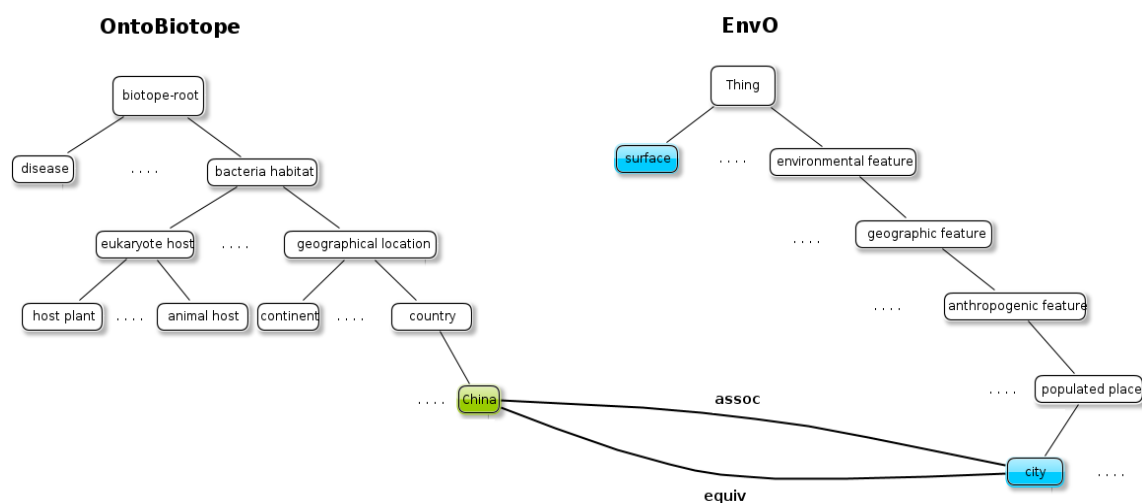 OntoBiotope
EnvO
biotope-root
Thing
disease
. . . .
bacteria habitat
surface
. . . .
environmental feature
eukaryote host
. . . .
geographical location
. . . .
geographic feature
host plant
. . . .
animal host
continent
. . . .
country
. . . .
anthropogenic feature
. . . .
China
assoc
. . . .
populated place
equiv
city
. . . .